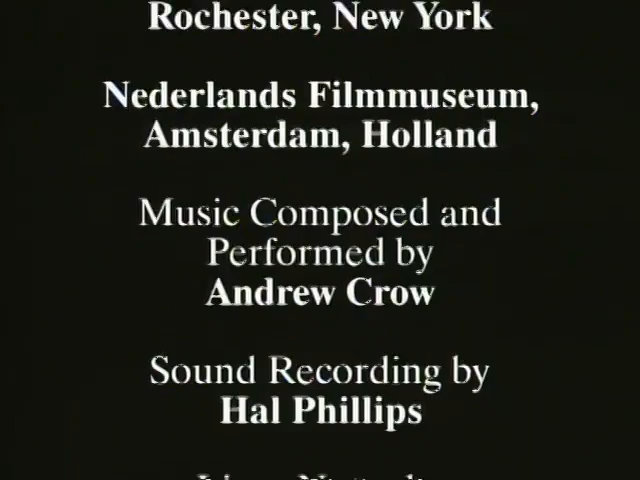 Rochester, New York
Nederlands Filmmuseum,
Amsterdam, Holland
Music Composed and
Performed by
Andrew Crow
Sound Recording by
Hal Phillips